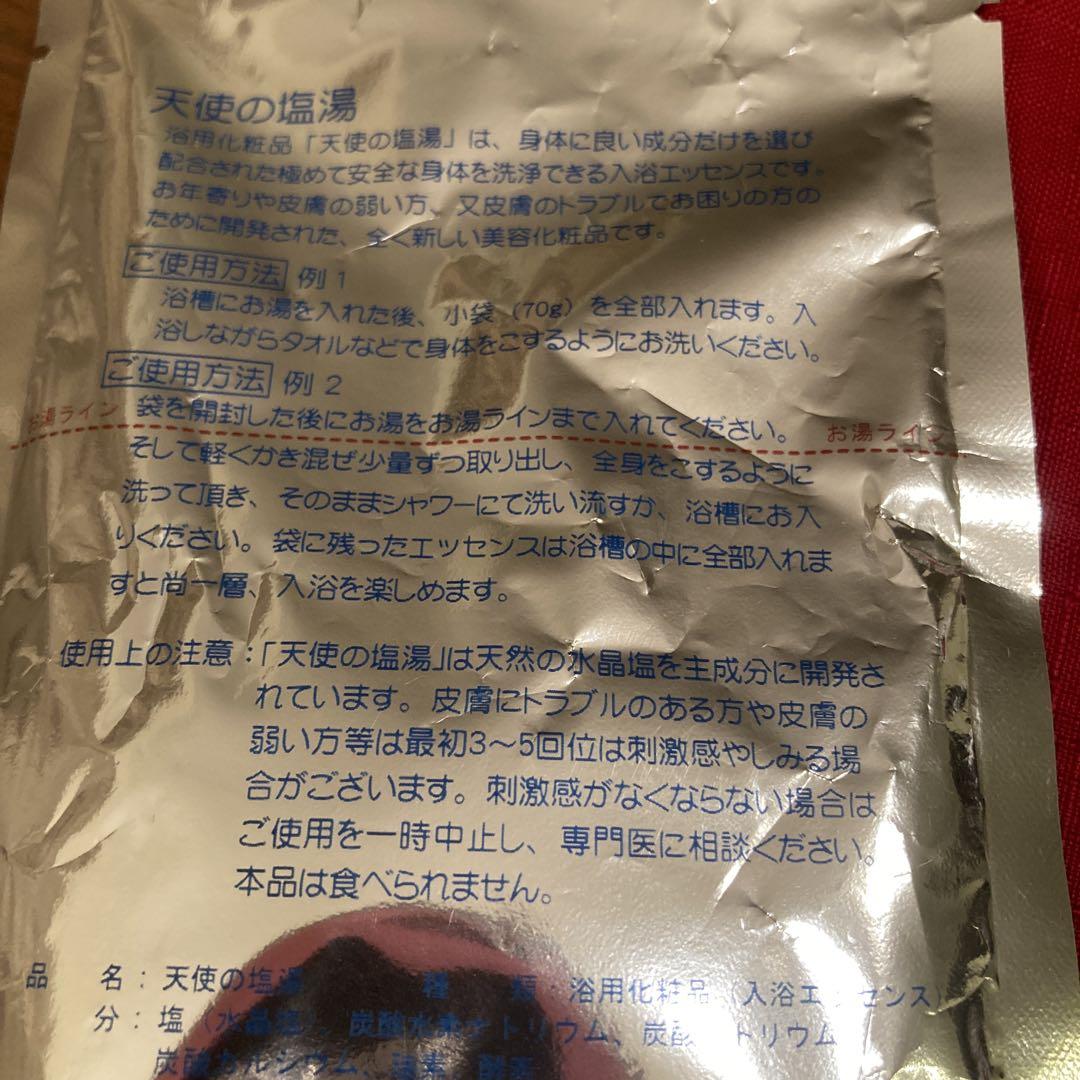 天使の塩湯
浴用化粧品「天使の塩湯」は、身体に良い成分だけを選び
配合された極めて安全な身体を洗浄できる入浴エッセンスです。
お年寄りや皮膚の弱い方、又皮膚のトラブルでお困りの方の
ために開発された、全く新しい美容化粧品です。
ご使用方法 例1
浴槽にお湯を入れた後、小袋(70g)を全部入れます。入
浴しながらタオルなどで身体をこするようにお洗いください。
ご使用方法 例2
お湯ライン 袋を開封した後にお湯をお湯ラインまで入れてください。 お湯ライン
そして軽くかき混ぜ少量ずつ取り出し、全身をこするように
洗って頂き、そのままシャワーにて洗い流すか、浴槽にお入
りください。袋に残ったエッセンスは浴槽の中に全部入れま
すと尚一層、入浴を楽しめます。
使用上の注意:「天使の塩湯」は天然の水晶塩を主成分に開発さ
れています。皮膚にトラブルのある方や皮膚の
弱い方等は最初3〜5回位は刺激感やしみる場
合がございます。刺激感がなくならない場合は
ご使用を一時中止し、専門医に相談ください。
本品は食べられません。
品 名:天使の塩湯 種 類:浴用化粧品(入浴エッセンス)
分:塩(水晶塩)、炭酸水素ナトリウム、炭酸ナトリウム
炭酸カルシウム、 酵素